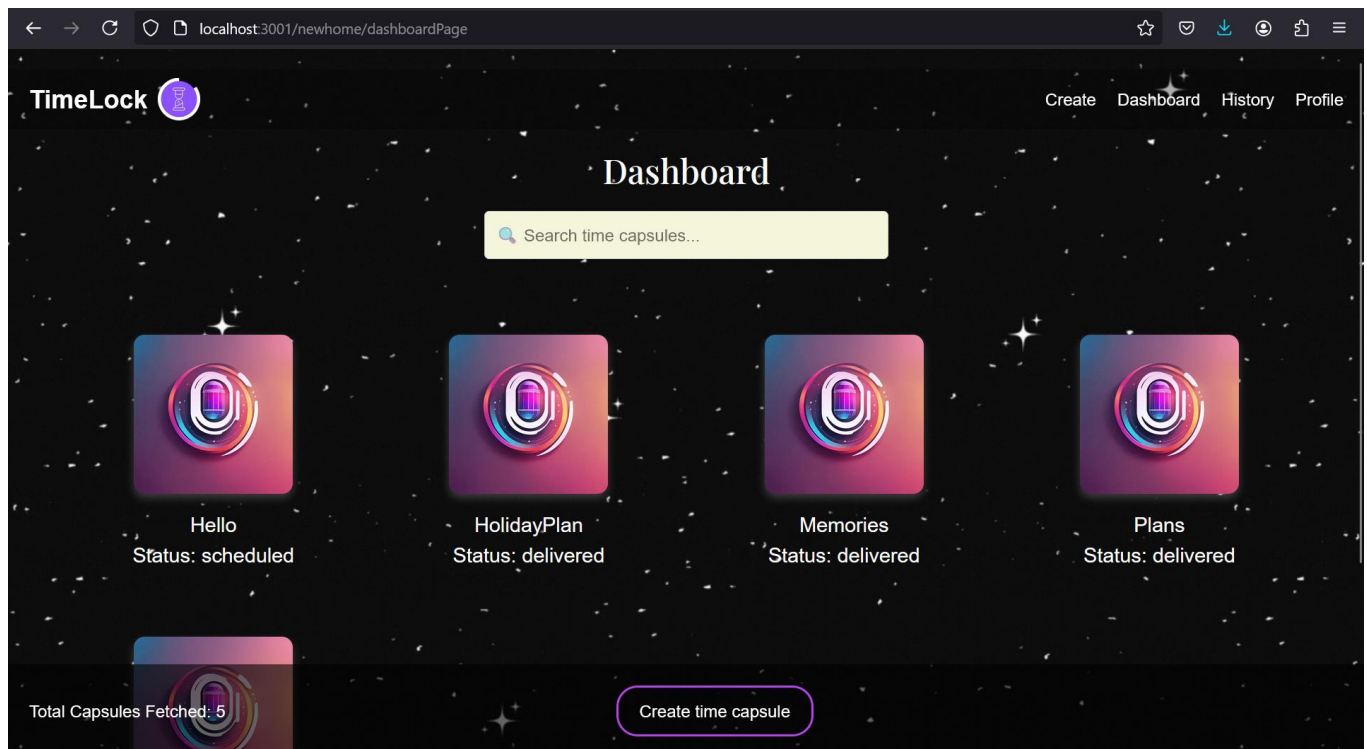 localhost:3001/newhome/dashboardPage
TimeLock
Create Dashboard History Profile
Dashboard
Search time capsules...
Hello
Status: scheduled
HolidayPlan
Status: delivered
Memories
Status: delivered
Plans
Status: delivered
Total Capsules Fetched: 5
Create time capsule